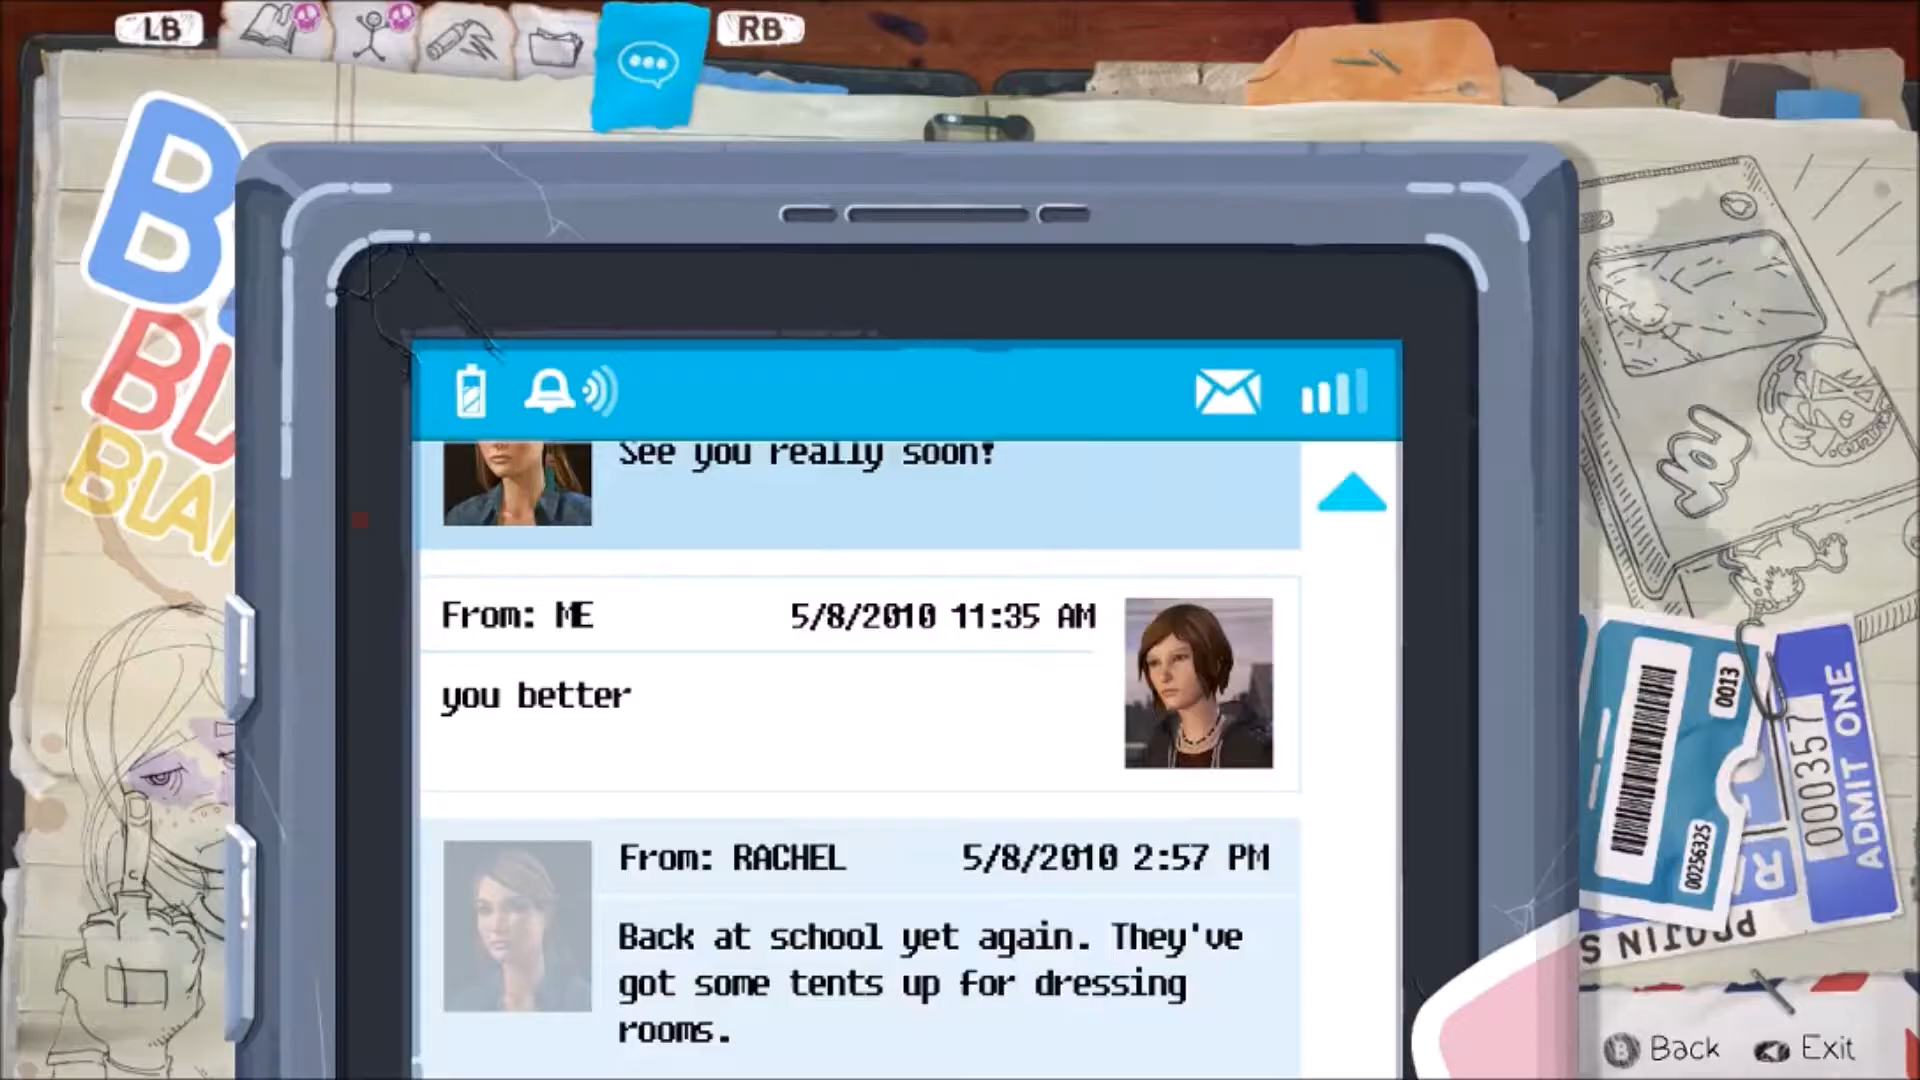 LB
RB
See you really soon!
From: ME 5/8/2010 11:35 AM
you better
From: RACHEL 5/8/2010 2:57 PM
Back at school yet again. They've
got some tents up for dressing
rooms.
BLA
0013
00256325
000357
ADMIT ONE
Back
Exit